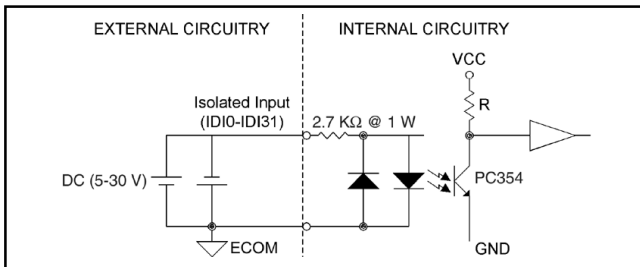 EXTERNAL CIRCUITRY
INTERNAL CIRCUITRY
VCC
R
Isolated Input
(IDI0-IDI31)
2.7 KΩ @ 1 W
DC (5-30 V)
PC354
ECOM
GND